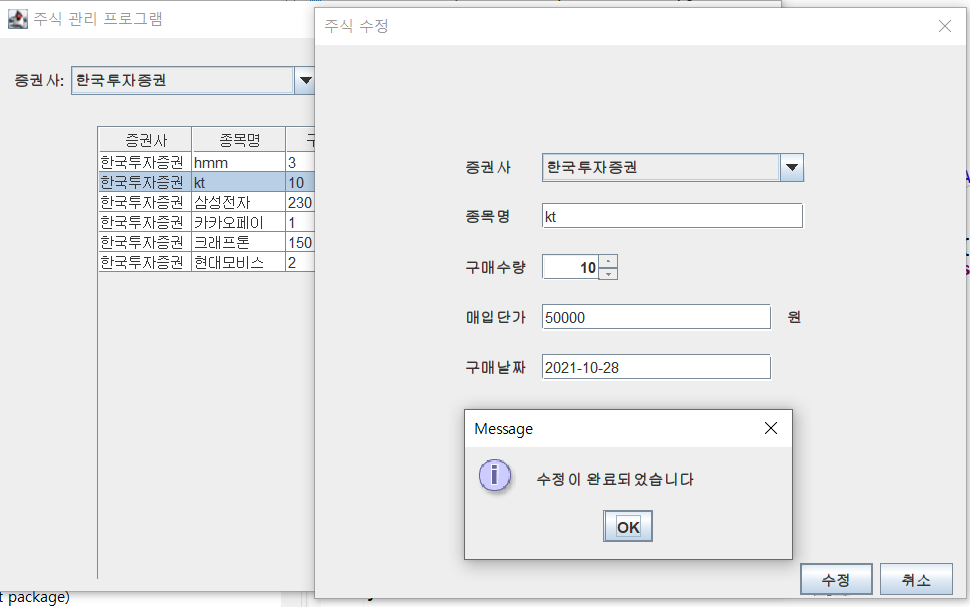 주식 관리 프로그램
증권사: 한국투자증권
증권사 종목명
한국투자증권 hmm 3
한국투자증권 kt 10
한국투자증권 삼성전자 230
한국투자증권 카카오페이 1
한국투자증권 크래프톤 150
한국투자증권 현대모비스 2
t package)
주식 수정
증권사 한국투자증권
종목명 kt
구매수량 10
매입단가 50000 원
구매날짜 2021-10-28
Message
수정이 완료되었습니다
OK
수정 취소